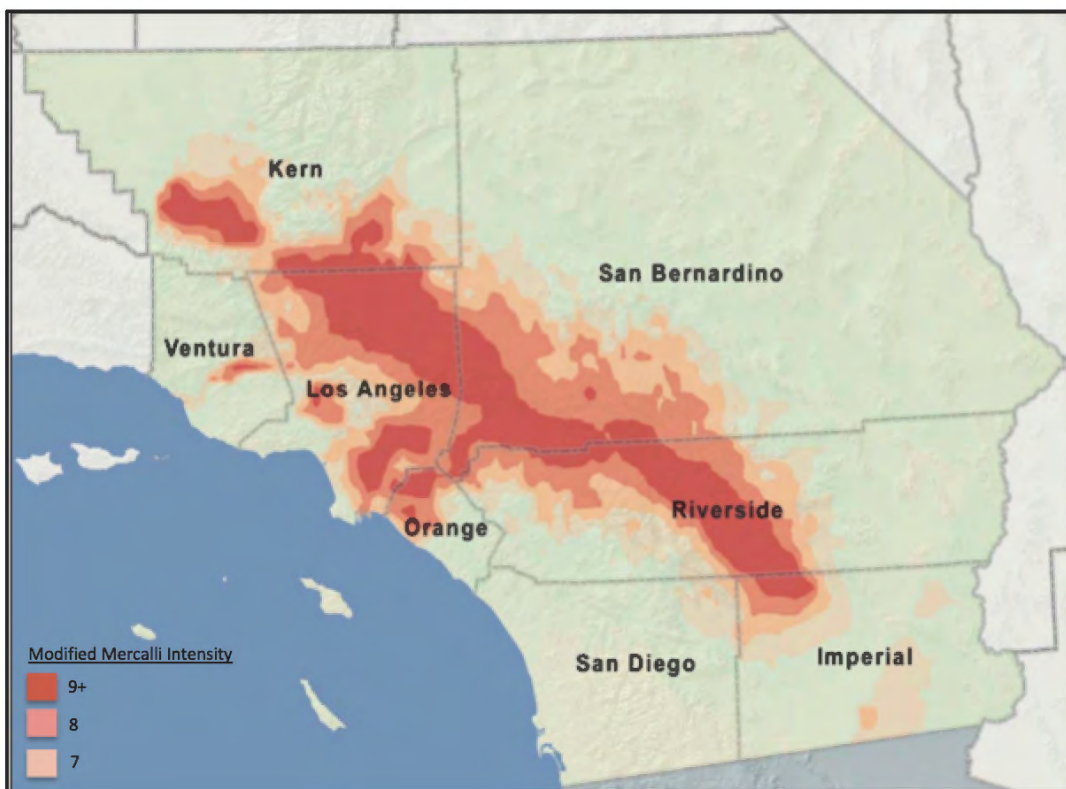 Kern
San Bernardino
Ventura
Los Angeles
Riverside
Orange
San Diego
Imperial
Modified Mercalli Intensity
9+
8
7